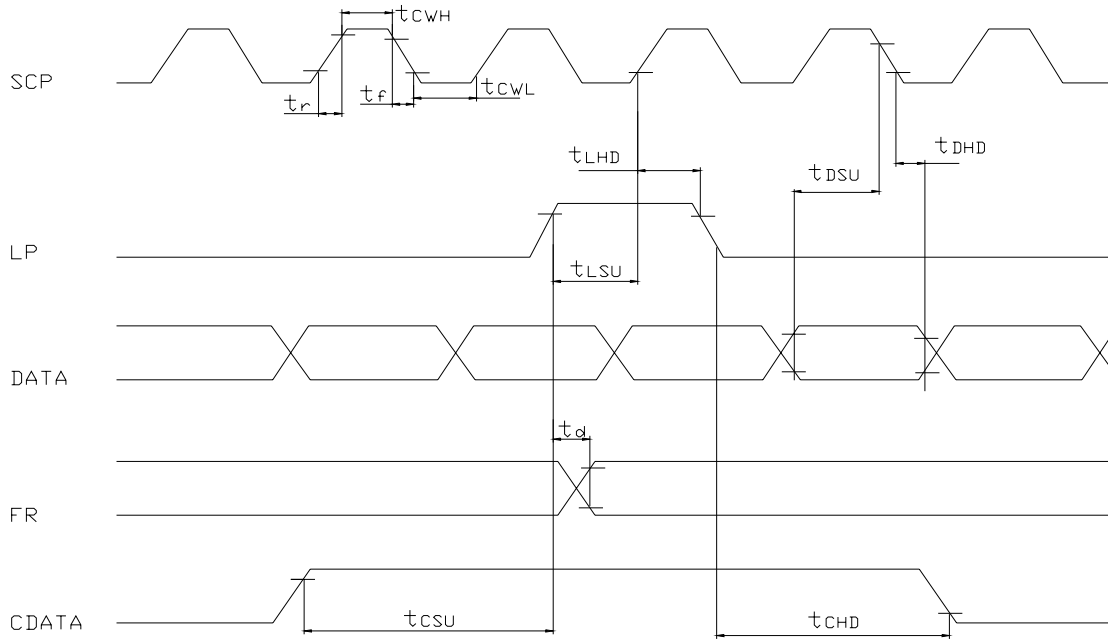 tCWH
SCP
tr
tf
tCWL
tLHD
tDHD
tDSU
LP
tLSU
DATA
td
FR
CDATA
tCSU
tCHD